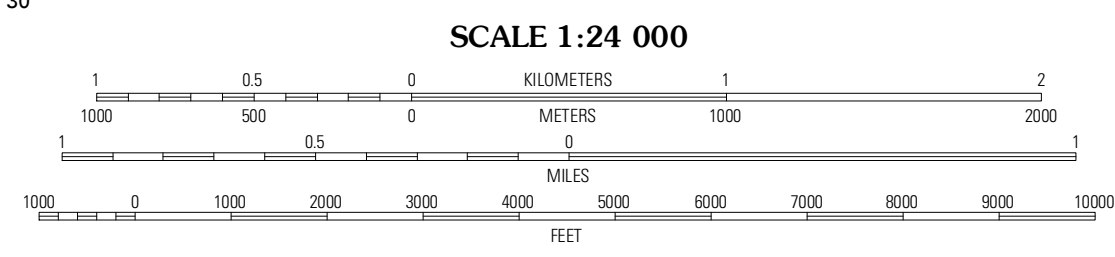 30
SCALE 1:24 000
1 0.5 0 KILOMETERS 1 2
1000 500 0 METERS 1000 2000
1 0.5 0 1
MILES
1000 0 1000 2000 3000 4000 5000 6000 7000 8000 9000 10000
FEET